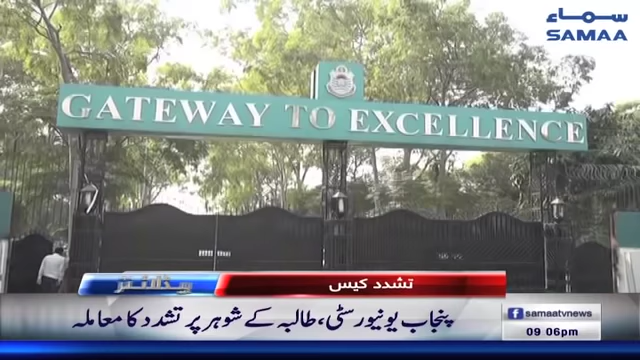 سماء
SAMAA
GATEWAY TO EXCELLENCE
تشدد کیس
ہیڈلائنز
پنجاب یونیورسٹی، طالبہ کے شوہر پر تشدد کا معاملہ
f samaatvnews
09 06pm